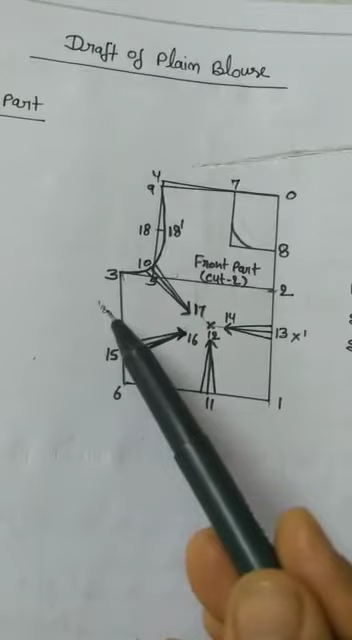 Draft of Plain Blouse
Part
4
9 7 0
18 18'
8
10
3 5 Front Part
(Cut-2) 2
17 14
x 13 x'
16 12
15
6 11 1